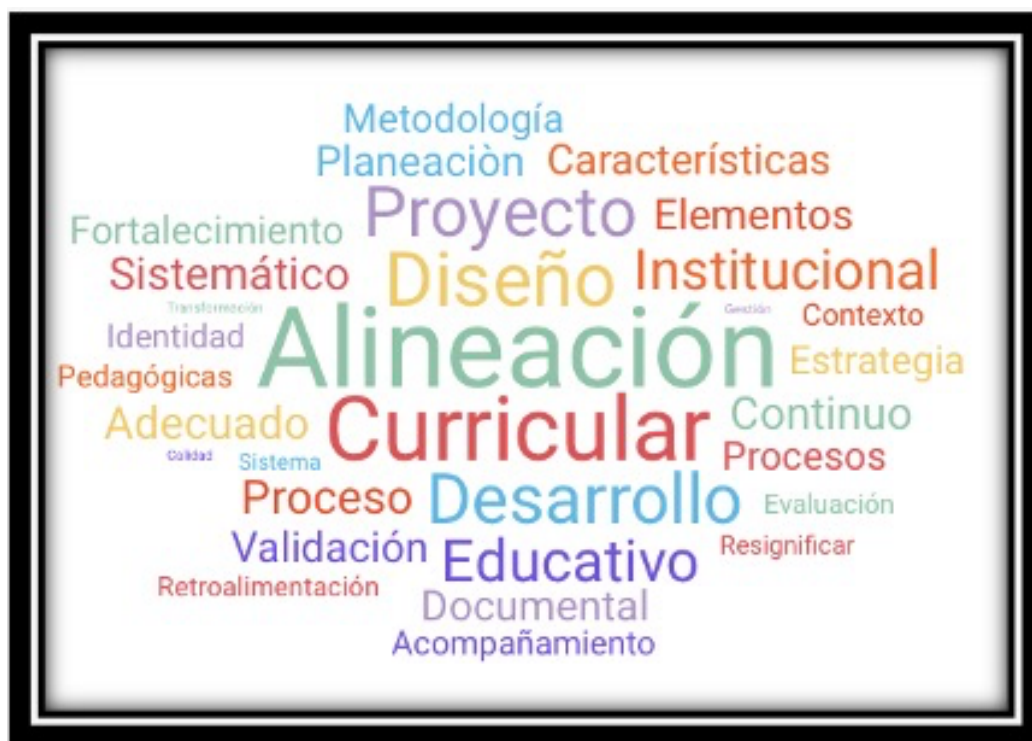 Metodología
Planeaciòn Características
Proyecto Elementos
Fortalecimiento
Diseño Institucional
Sistemático
Transformación Gestión Contexto
Identidad Alineación Estrategia
Pedagógicas
Adecuado Curricular Continuo
Calidad Sistema Procesos
Proceso Desarrollo Evaluación
Validación Educativo Resignificar
Retroalimentación
Documental
Acompañamiento